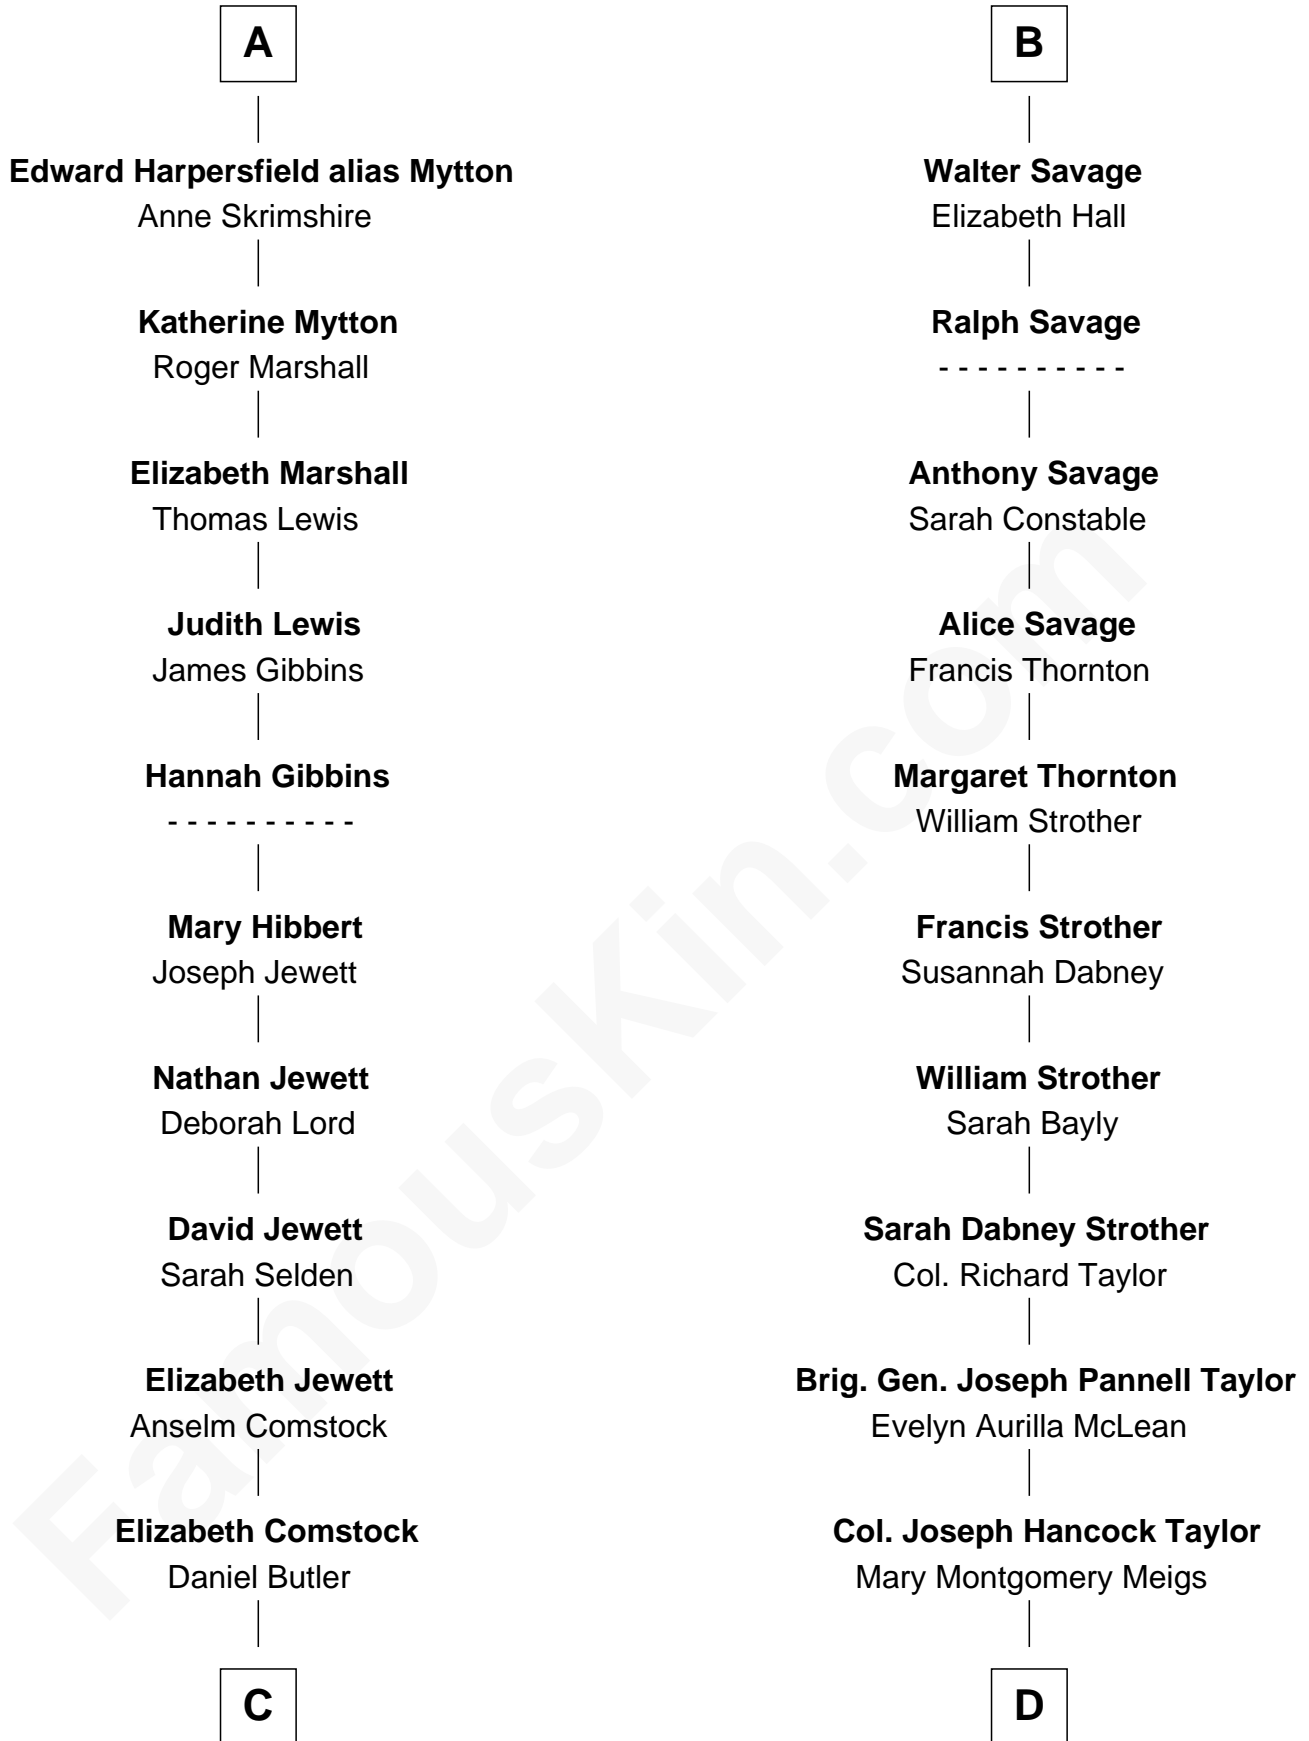 A
Edward Harpersfield alias Mytton
Anne Skrimshire
Katherine Mytton
Roger Marshall
Elizabeth Marshall
Thomas Lewis
Judith Lewis
James Gibbins
Hannah Gibbins
- - - - - - - - - -
Mary Hibbert
Joseph Jewett
Nathan Jewett
Deborah Lord
David Jewett
Sarah Selden
Elizabeth Jewett
Anselm Comstock
Elizabeth Comstock
Daniel Butler
C
B
Walter Savage
Elizabeth Hall
Ralph Savage
- - - - - - - - - -
Anthony Savage
Sarah Constable
Alice Savage
Francis Thornton
Margaret Thornton
William Strother
Francis Strother
Susannah Dabney
William Strother
Sarah Bayly
Sarah Dabney Strother
Col. Richard Taylor
Brig. Gen. Joseph Pannell Taylor
Evelyn Aurilla McLean
Col. Joseph Hancock Taylor
Mary Montgomery Meigs
D
FamousKin.com